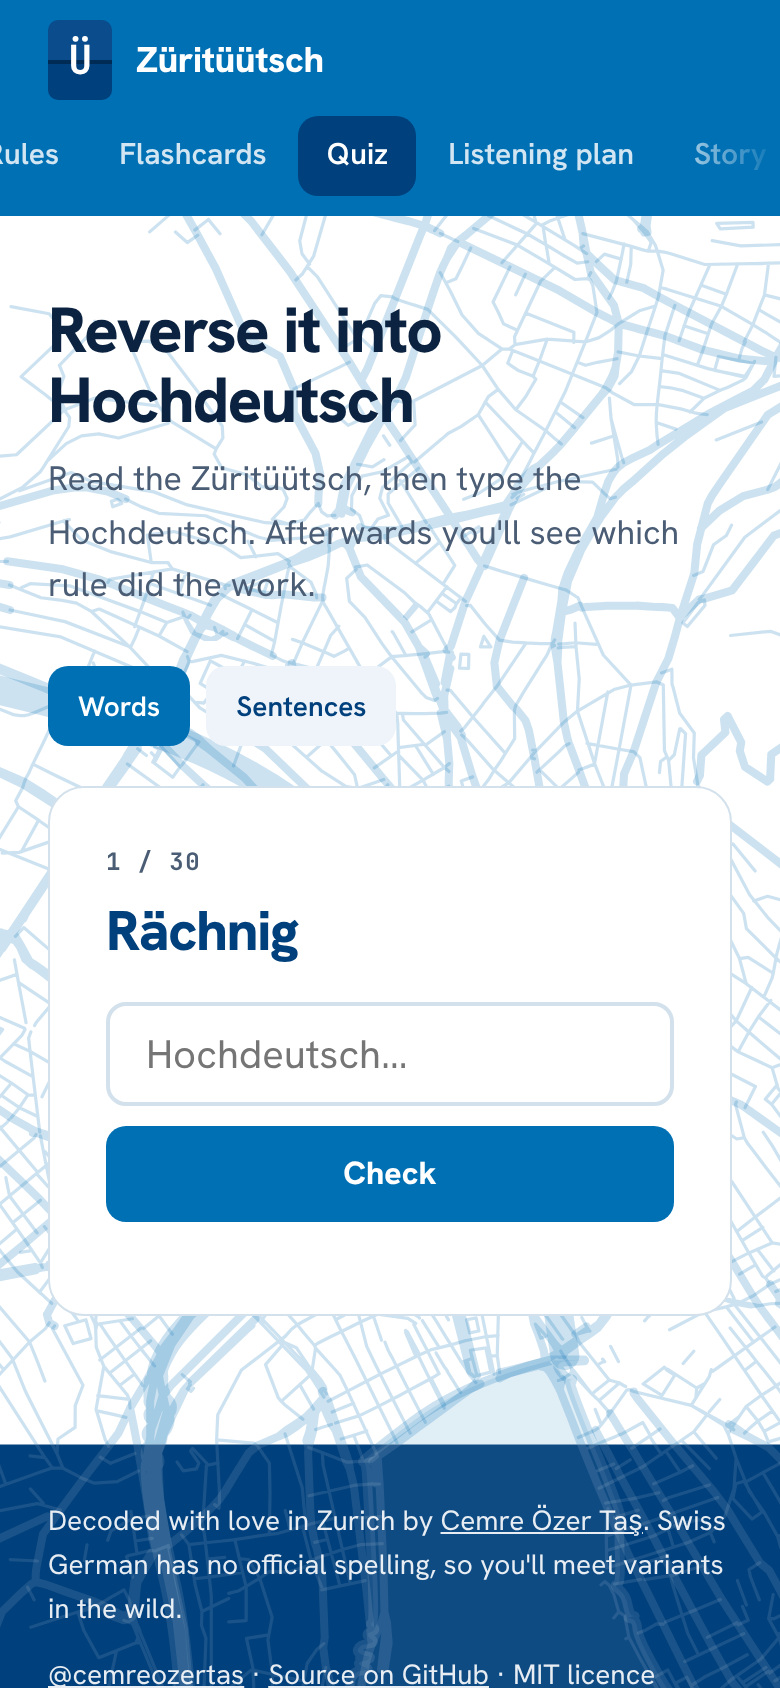 Ü
Züritüütsch
Rules
Flashcards
Quiz
Listening plan
Story
Reverse it into
Hochdeutsch
Read the Züritüütsch, then type the
Hochdeutsch. Afterwards you'll see which
rule did the work.
Words
Sentences
1 / 30
Rächnig
Hochdeutsch...
Check
Decoded with love in Zurich by Cemre Özer Taş. Swiss
German has no official spelling, so you'll meet variants
in the wild.
@cemreozertas · Source on GitHub · MIT licence